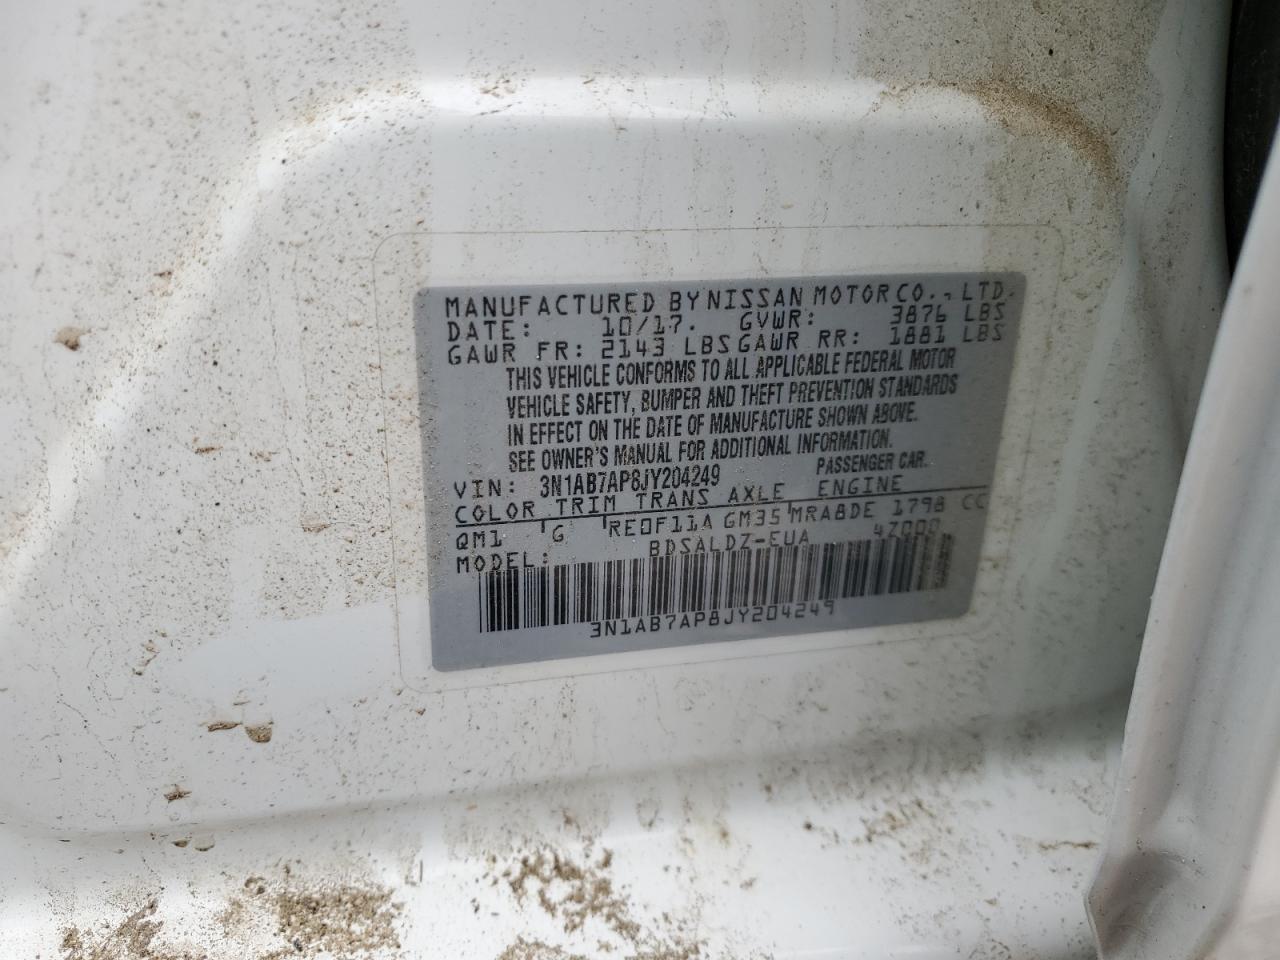 MANUFACTURED BY NISSAN MOTOR CO., LTD.
DATE: 10/17. GVWR: 3876 LBS
GAWR FR: 2143 LBS GAWR RR: 1881 LBS
THIS VEHICLE CONFORMS TO ALL APPLICABLE FEDERAL MOTOR
VEHICLE SAFETY, BUMPER AND THEFT PREVENTION STANDARDS
IN EFFECT ON THE DATE OF MANUFACTURE SHOWN ABOVE.
SEE OWNER'S MANUAL FOR ADDITIONAL INFORMATION.
VIN: 3N1AB7AP8JY204249 PASSENGER CAR
COLOR TRIM TRANS AXLE ENGINE
QM1 G RE0F11A GM35 MRA8DE 1798 CC
MODEL: BDSALDZ-EUA 4Z000
3N1AB7AP8JY204249